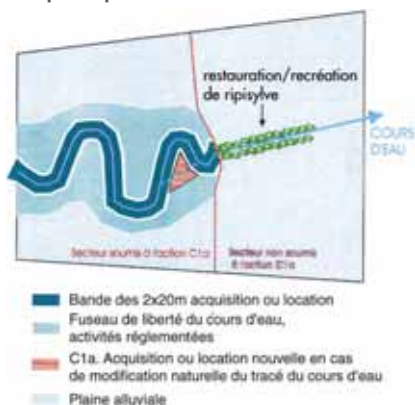 restauration/recréation
de ripisylve
COURS
D'EAU
Secteur soumis à l'action C1a
Secteur non soumis
à l'action C1a
Bande des 2x20m acquisition ou location
Fuseau de liberté du cours d'eau,
activités réglementées
C1a. Acquisition ou location nouvelle en cas
de modification naturelle du tracé du cours d'eau
Plaine alluviale